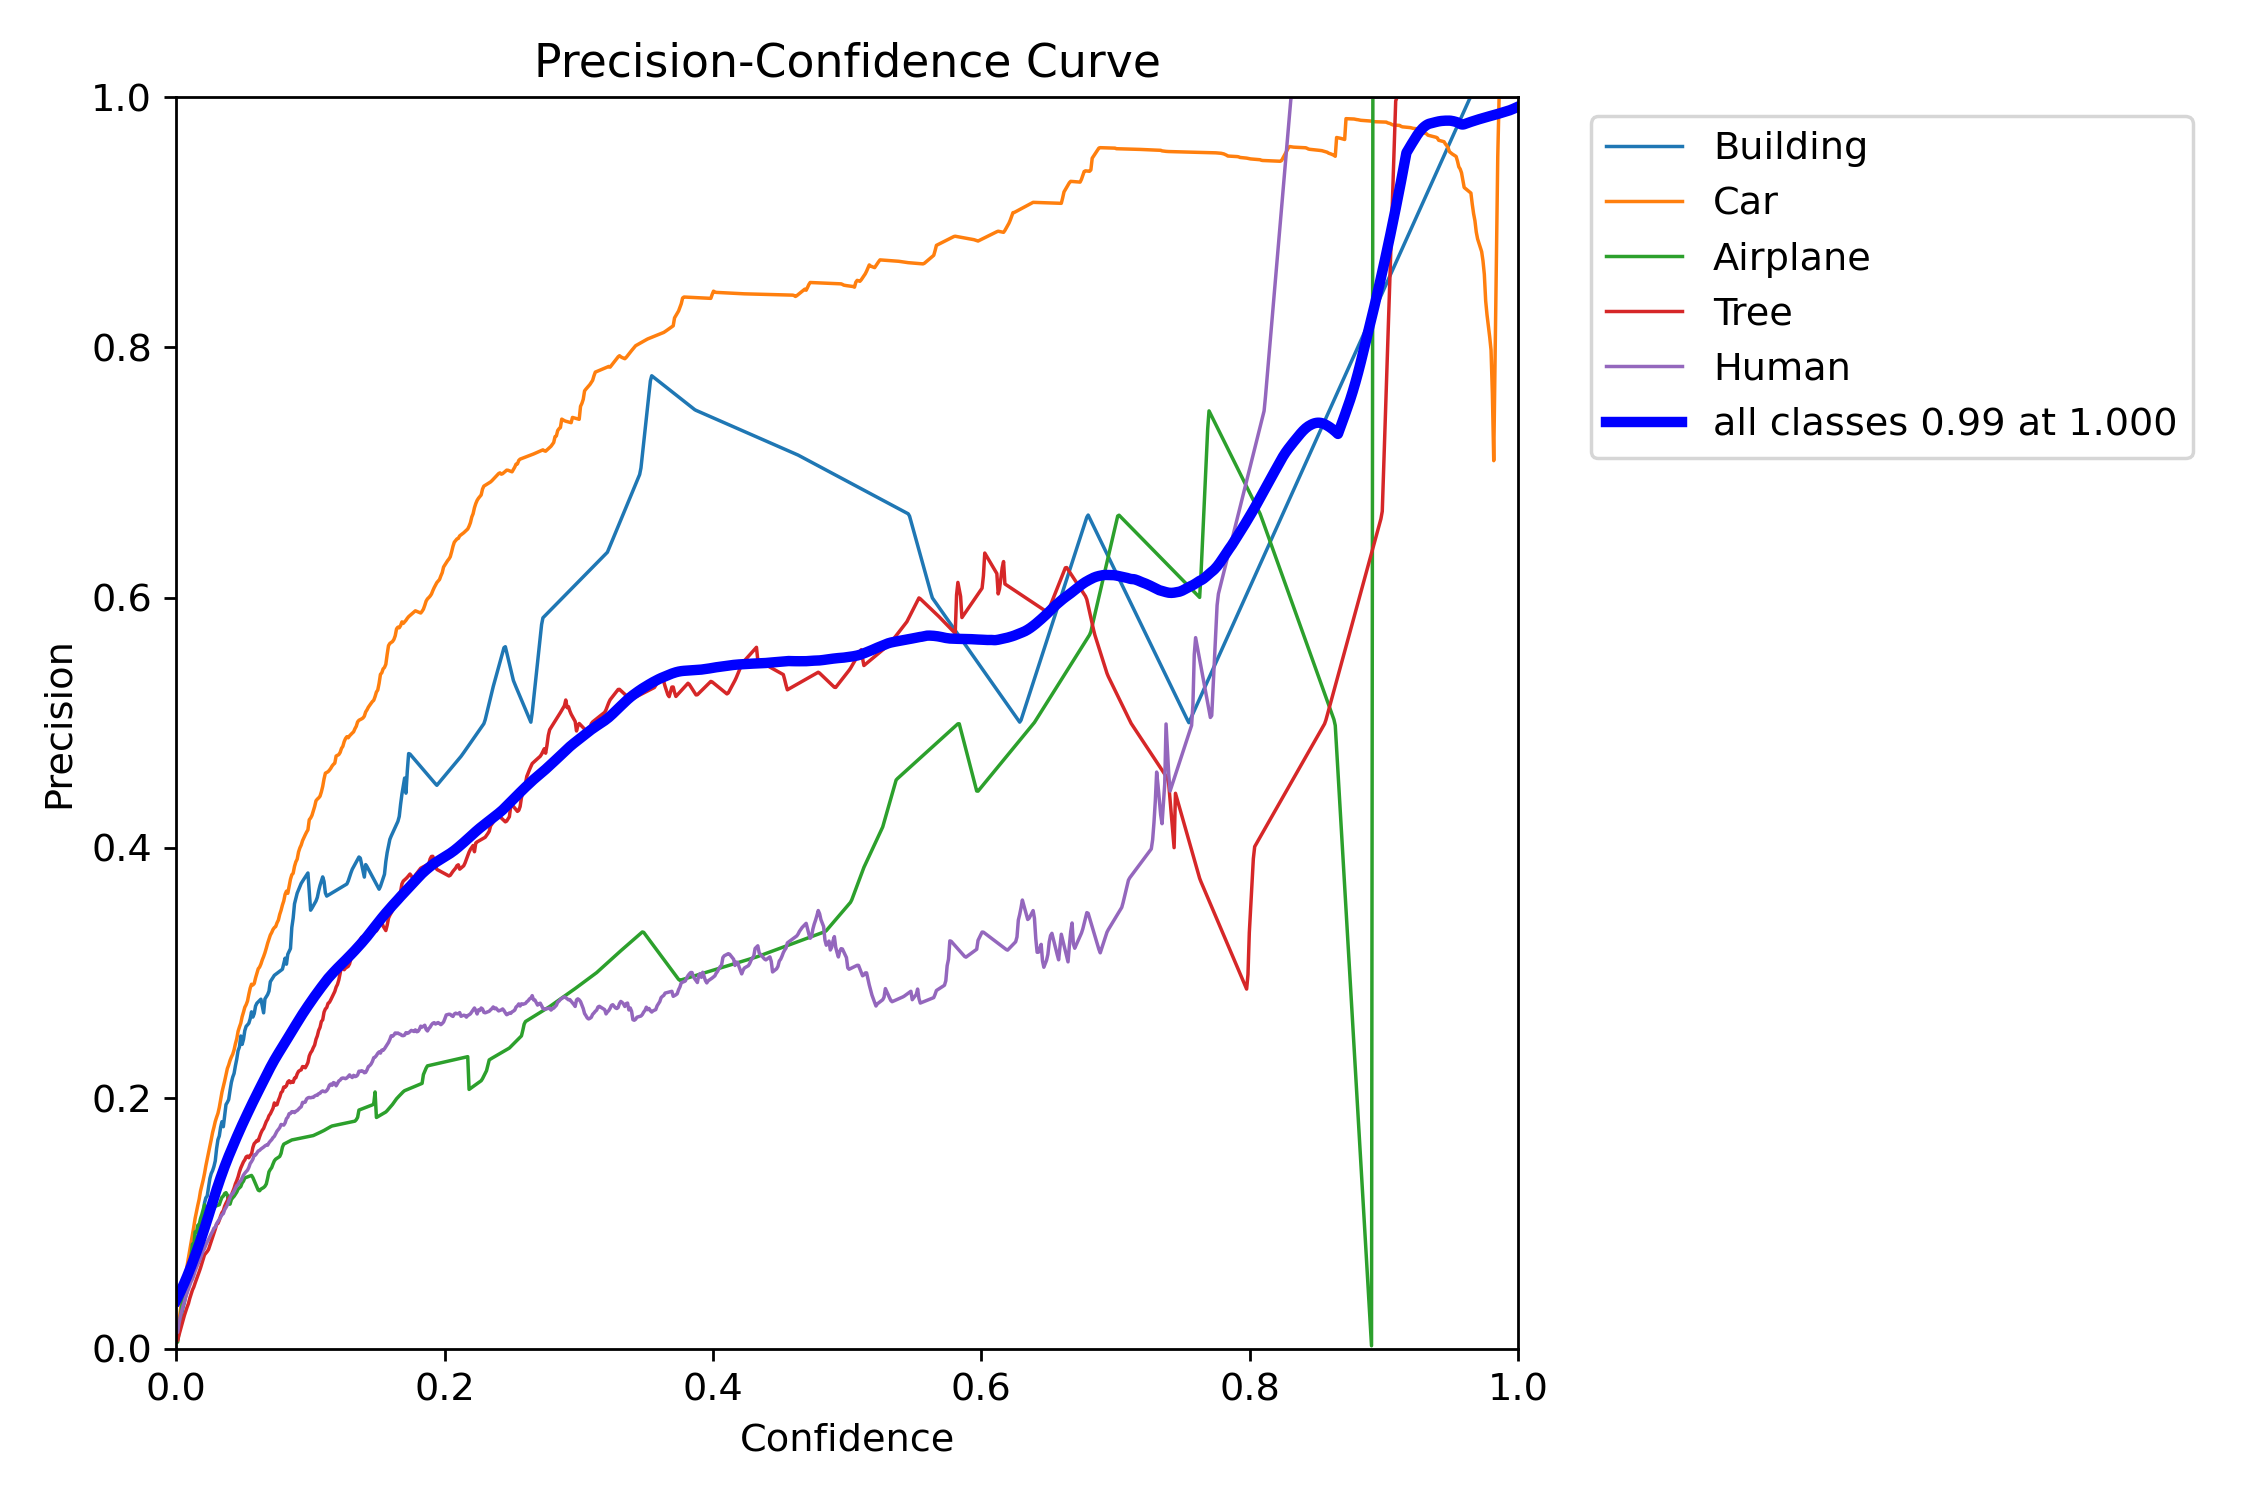 Precision-Confidence Curve
1.0
0.8
0.6
0.4
0.2
0.0
Precision
0.0 0.2 0.4 0.6 0.8 1.0
Confidence
Building
Car
Airplane
Tree
Human
all classes 0.99 at 1.000